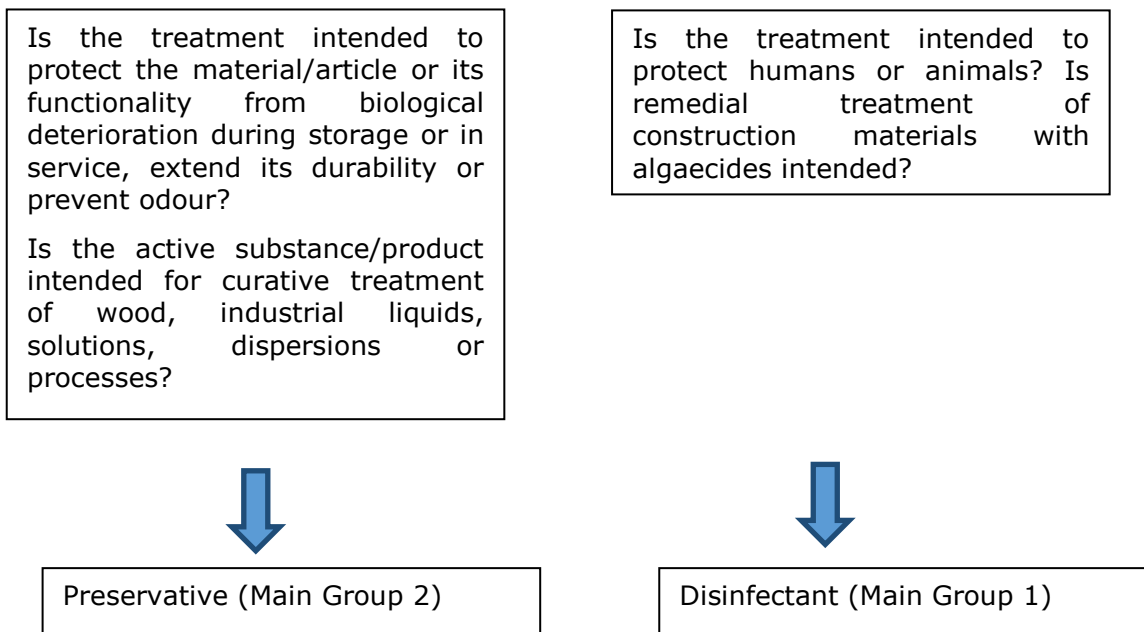 Is the treatment intended to
protect the material/article or its
functionality from biological
deterioration during storage or in
service, extend its durability or
prevent odour?
Is the active substance/product
intended for curative treatment
of wood, industrial liquids,
solutions, dispersions or
processes?
Is the treatment intended to
protect humans or animals? Is
remedial treatment of
construction materials with
algaecides intended?
Preservative (Main Group 2)
Disinfectant (Main Group 1)